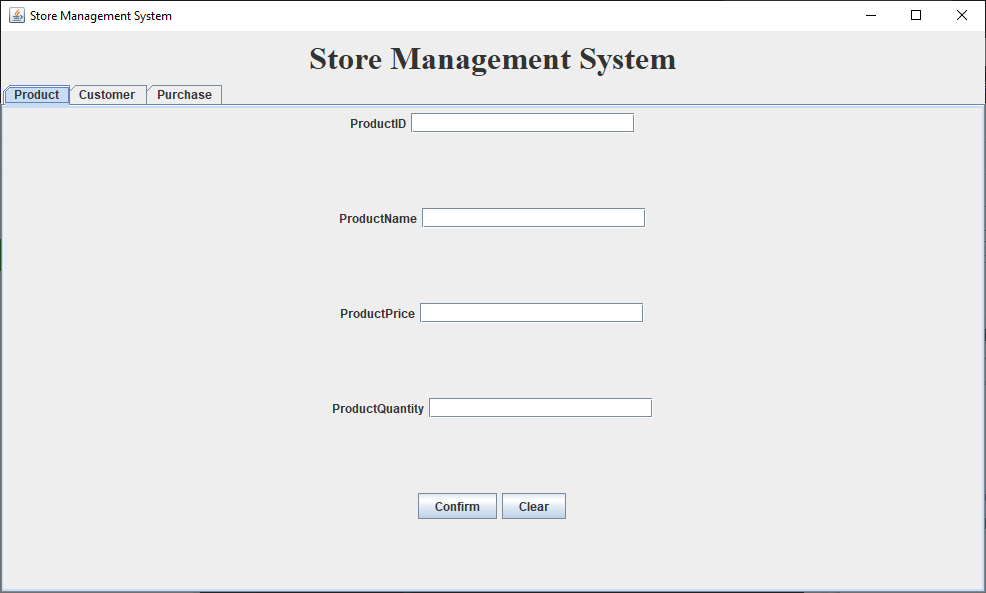 Store Management System
Store Management System
Product Customer Purchase
ProductID
ProductName
ProductPrice
ProductQuantity
Confirm Clear